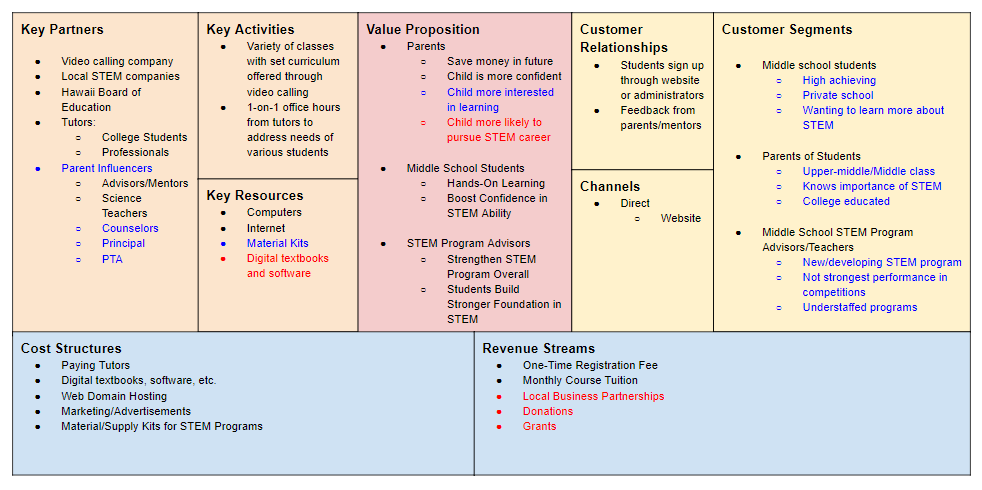 Key Partners
● Video calling company
● Local STEM companies
● Hawaii Board of
Education
● Tutors:
○ College Students
○ Professionals
● Parent Influencers
○ Advisors/Mentors
○ Science
Teachers
○ Counselors
○ Principal
○ PTA
Key Activities
● Variety of classes
with set curriculum
offered through
video calling
● 1-on-1 office hours
from tutors to
address needs of
various students
Key Resources
● Computers
● Internet
● Material Kits
● Digital textbooks
and software
Value Proposition
● Parents
○ Save money in future
○ Child is more confident
○ Child more interested
in learning
○ Child more likely to
pursue STEM career
● Middle School Students
○ Hands-On Learning
○ Boost Confidence in
STEM Ability
● STEM Program Advisors
○ Strengthen STEM
Program Overall
○ Students Build
Stronger Foundation in
STEM
Customer
Relationships
● Students sign up
through website
or administrators
● Feedback from
parents/mentors
Channels
● Direct
○ Website
Customer Segments
● Middle school students
○ High achieving
○ Private school
○ Wanting to learn more about
STEM
● Parents of Students
○ Upper-middle/Middle class
○ Knows importance of STEM
○ College educated
● Middle School STEM Program
Advisors/Teachers
○ New/developing STEM program
○ Not strongest performance in
competitions
○ Understaffed programs
Cost Structures
● Paying Tutors
● Digital textbooks, software, etc.
● Web Domain Hosting
● Marketing/Advertisements
● Material/Supply Kits for STEM Programs
Revenue Streams
● One-Time Registration Fee
● Monthly Course Tuition
● Local Business Partnerships
● Donations
● Grants